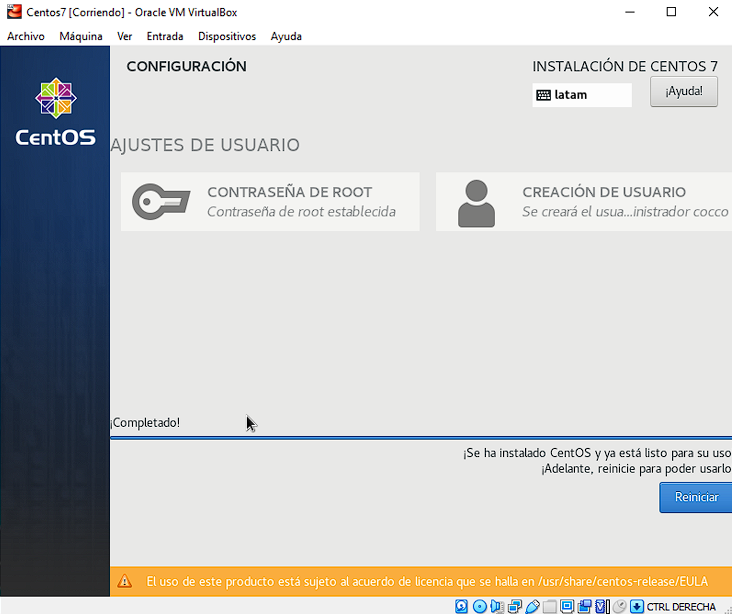 Centos7 [Corriendo] - Oracle VM VirtualBox
Archivo Máquina Ver Entrada Dispositivos Ayuda
CONFIGURACIÓN
INSTALACIÓN DE CENTOS 7
latam
¡Ayuda!
CentOS
AJUSTES DE USUARIO
CONTRASEÑA DE ROOT
Contraseña de root establecida
CREACIÓN DE USUARIO
Se creará el usua...inistrador cocco
¡Completado!
¡Se ha instalado CentOS y ya está listo para su uso
¡Adelante, reinicie para poder usarlo
Reiniciar
El uso de este producto está sujeto al acuerdo de licencia que se halla en /usr/share/centos-release/EULA
CTRL DERECHA